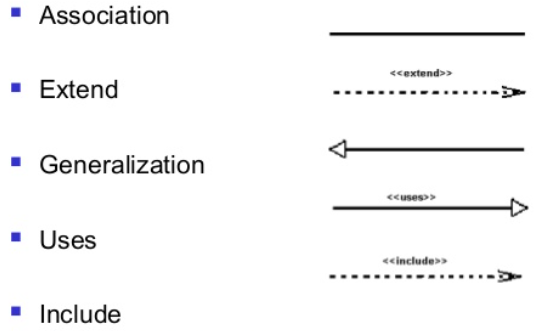 Association
<<extend>>
Extend
Generalization
<<uses>>
Uses
<<include>>
Include